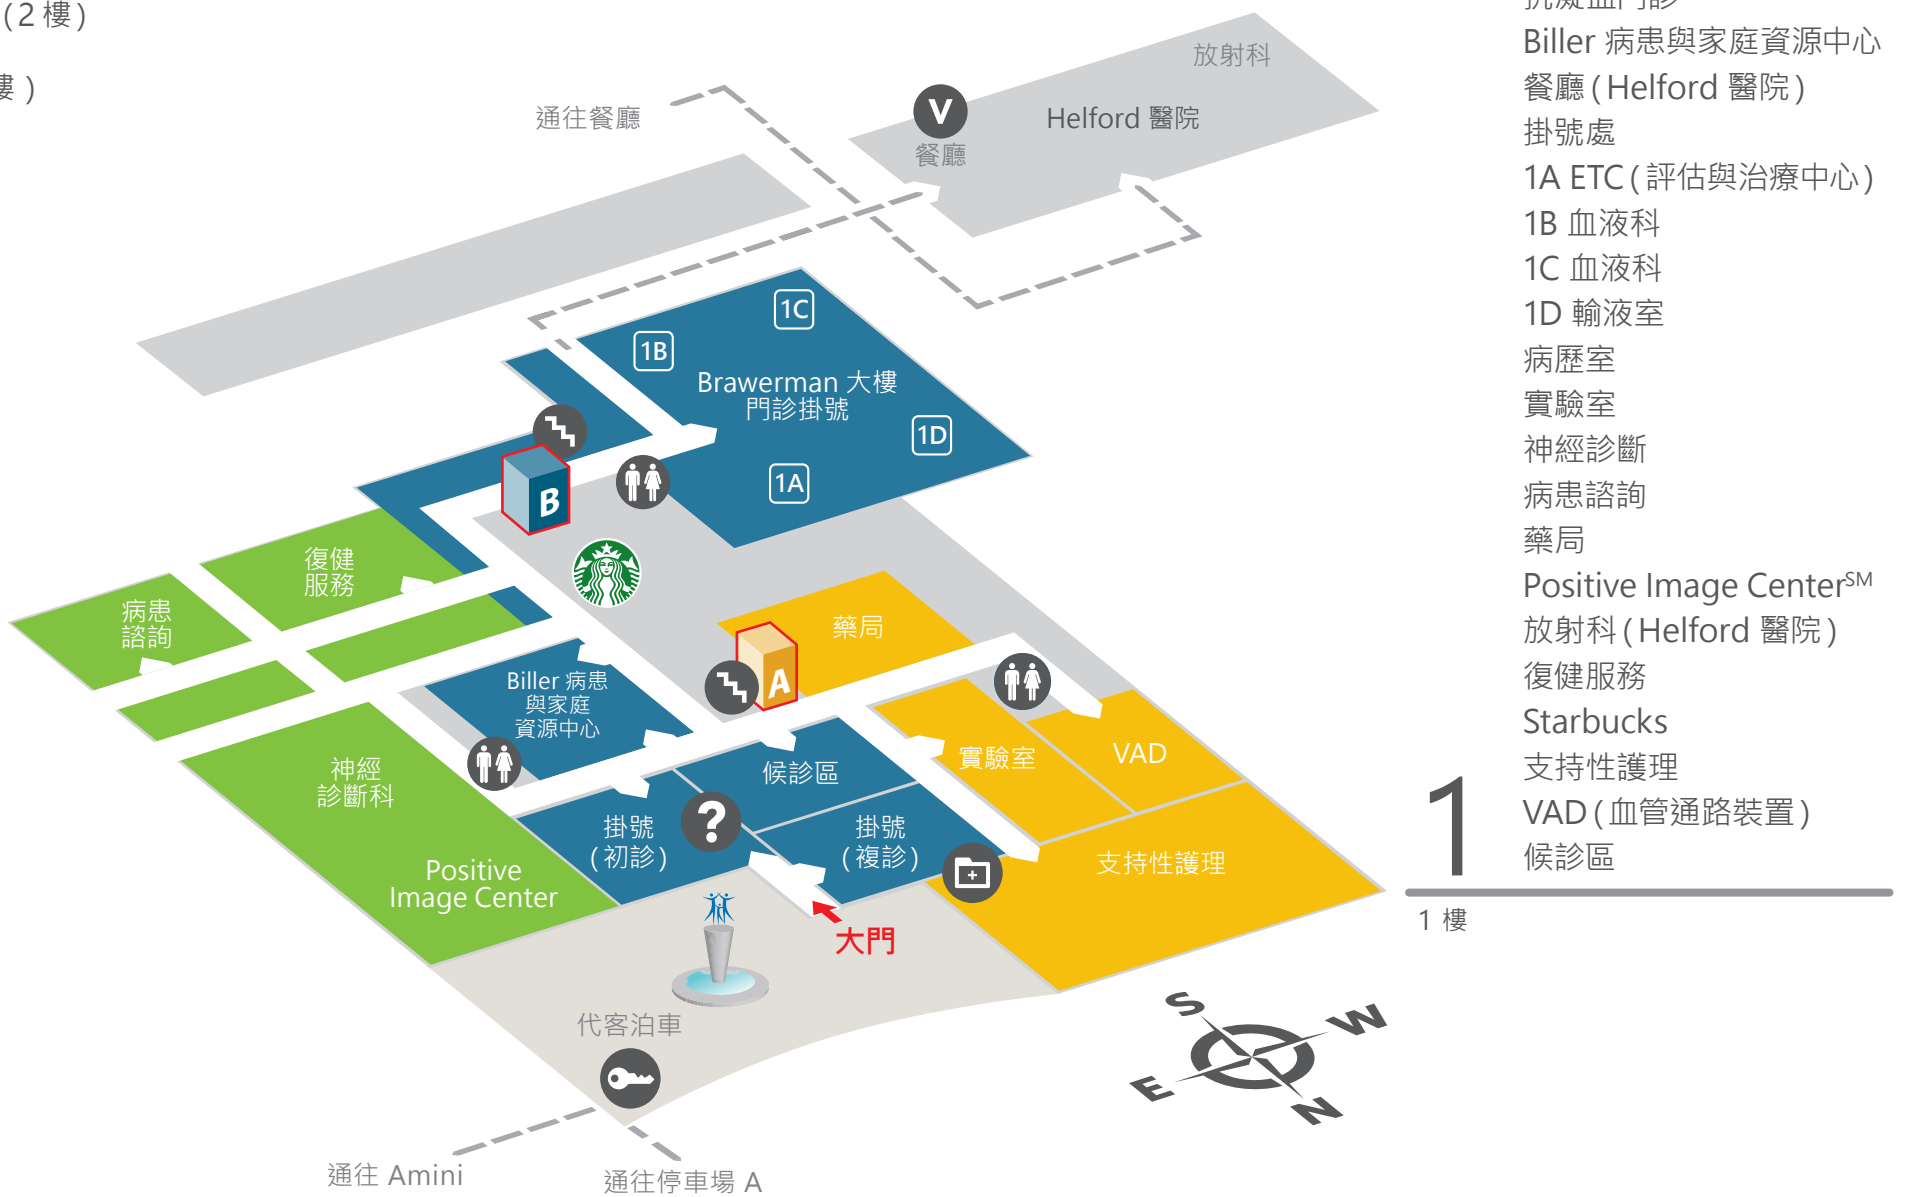 (2 樓)
樓 )
放射科
Helford 醫院
V
餐廳
通往餐廳
1C
1B
Brawerman 大樓
門診掛號
1D
1A
B
復健
服務
病患
諮詢
藥局
A
Biller 病患
與家庭
資源中心
實驗室
VAD
候診區
神經
診斷科
掛號
(初診)
?
掛號
(複診)
支持性護理
Positive
Image Center
大門
代客泊車
通往 Amini
通往停車場 A
S
W
E
N
抗凝血門診
Biller 病患與家庭資源中心
餐廳 (Helford 醫院)
掛號處
1A ETC (評估與治療中心)
1B 血液科
1C 血液科
1D 輸液室
病歷室
實驗室
神經診斷
病患諮詢
藥局
Positive Image Center℠
放射科 (Helford 醫院)
復健服務
Starbucks
支持性護理
VAD (血管通路裝置)
候診區
1
1 樓